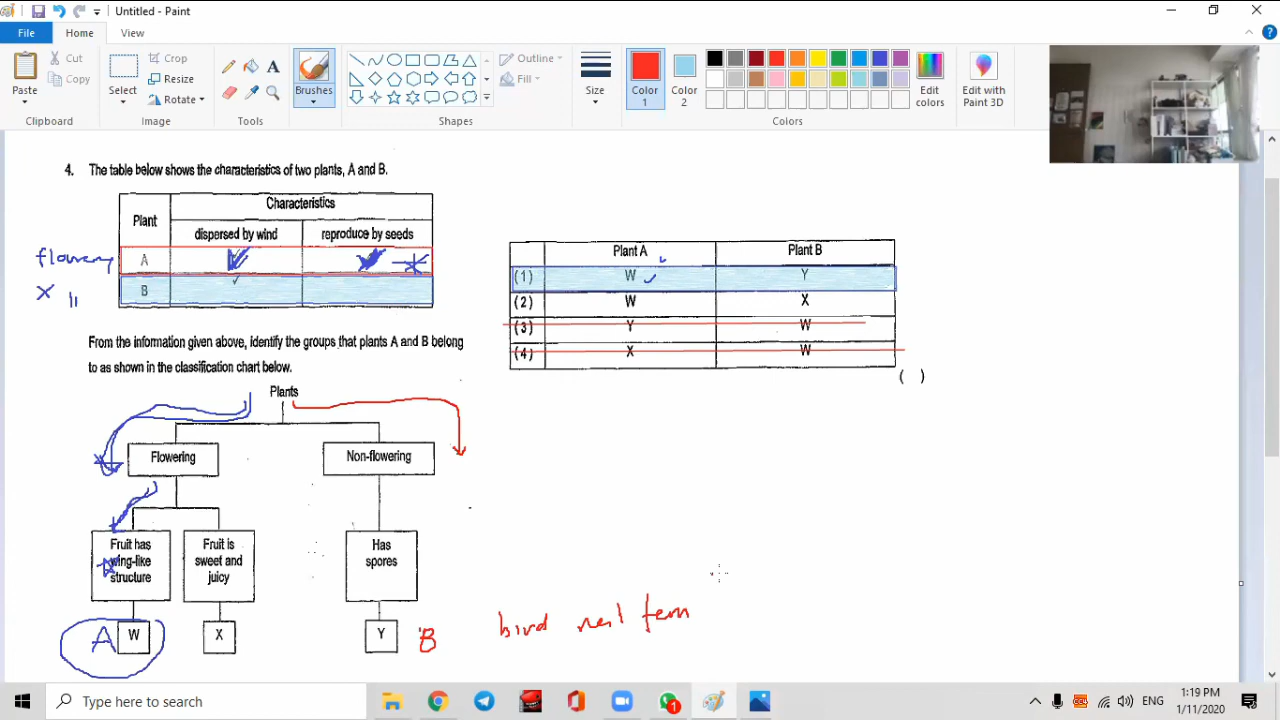 Untitled - Paint
File Home View
Paste
Cut
Copy
Clipboard
Select
Crop
Resize
Rotate
Image
A
Tools
Brushes
Outline
Fill
Shapes
Size
Color 1
Color 2
Edit colors
Edit with Paint 3D
Colors
4. The table below shows the characteristics of two plants, A and B.
Plant Characteristics
dispersed by wind reproduce by seeds
flowery A
X 11 B
From the information given above, identify the groups that plants A and B belong
to as shown in the classification chart below.
Plants
Flowering Non-flowering
Fruit has wing-like structure
Fruit is sweet and juicy
Has spores
A W X Y B
Plant A Plant B
(1) W Y
(2) W X
(3) Y W
(4) X W
( )
bird nest fern
Type here to search
1
ENG
1:19 PM
1/11/2020